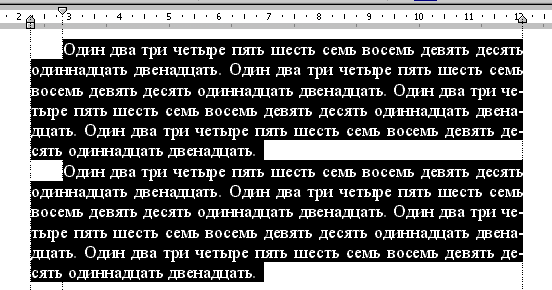 2 3 4 5 6 7 8 9 10 11 12
Один два три четыре пять шесть семь восемь девять десять
одиннадцать двенадцать. Один два три четыре пять шесть семь
восемь девять десять одиннадцать двенадцать. Один два три че-
тыре пять шесть семь восемь девять десять одиннадцать двена-
дцать. Один два три четыре пять шесть семь восемь девять де-
сять одиннадцать двенадцать.
Один два три четыре пять шесть семь восемь девять десять
одиннадцать двенадцать. Один два три четыре пять шесть семь
восемь девять десять одиннадцать двенадцать. Один два три че-
тыре пять шесть семь восемь девять десять одиннадцать двена-
дцать. Один два три четыре пять шесть семь восемь девять де-
сять одиннадцать двенадцать.